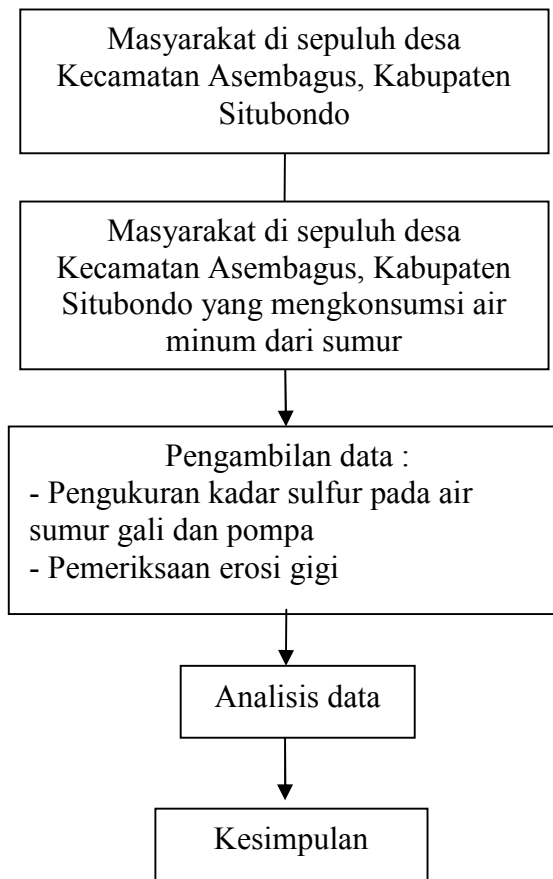 Masyarakat di sepuluh desa
Kecamatan Asembagus, Kabupaten
Situbondo
Masyarakat di sepuluh desa
Kecamatan Asembagus, Kabupaten
Situbondo yang mengkonsumsi air
minum dari sumur
Pengambilan data :
- Pengukuran kadar sulfur pada air
sumur gali dan pompa
- Pemeriksaan erosi gigi
Analisis data
Kesimpulan